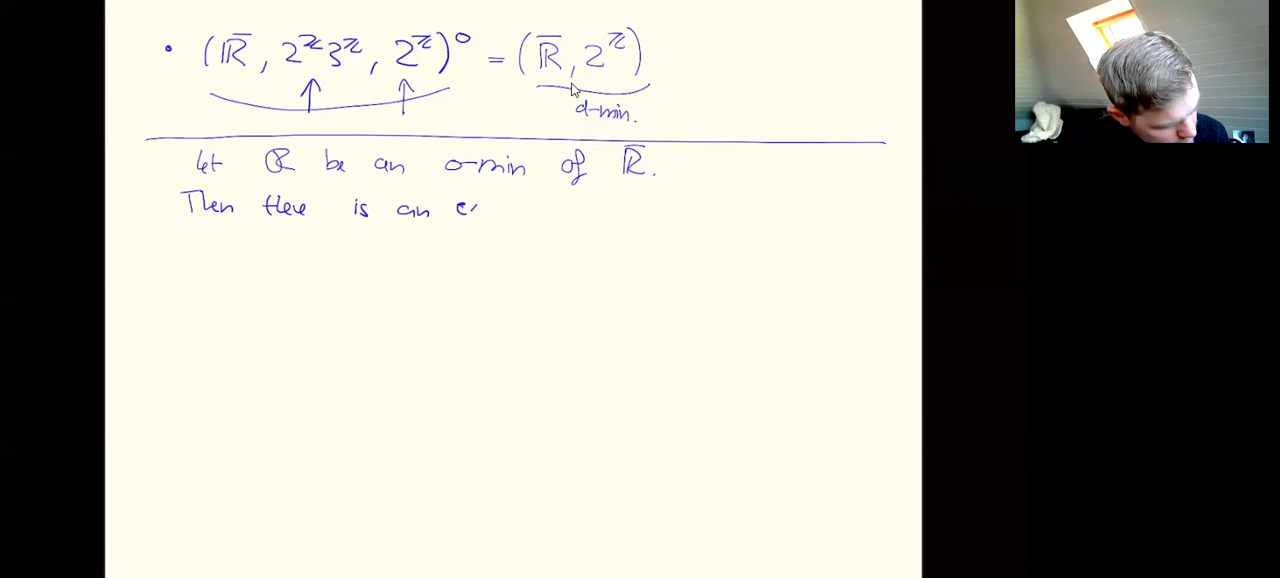 • (ℝ̄, 2^ℤ3^ℤ, 2^ℤ)° = (ℝ̄, 2^ℤ)
d-min.
Let ℛ be an o-min of ℝ̄.
Then there is an